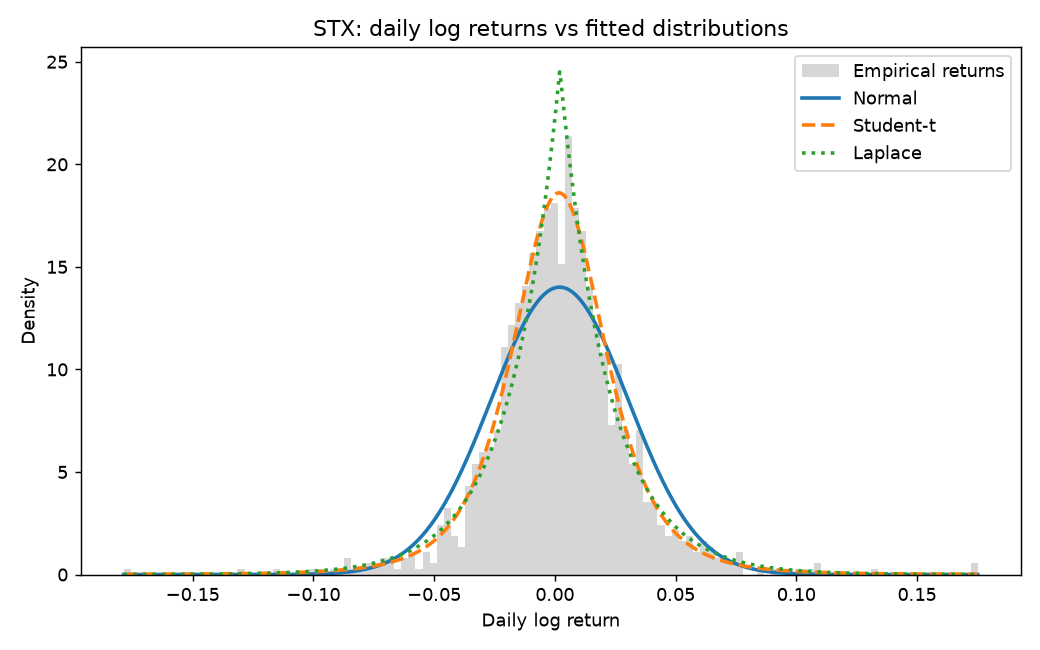 STX: daily log returns vs fitted distributions
Density
25
20
15
10
5
0
Empirical returns
Normal
Student-t
Laplace
−0.15
−0.10
−0.05
0.00
0.05
0.10
0.15
Daily log return